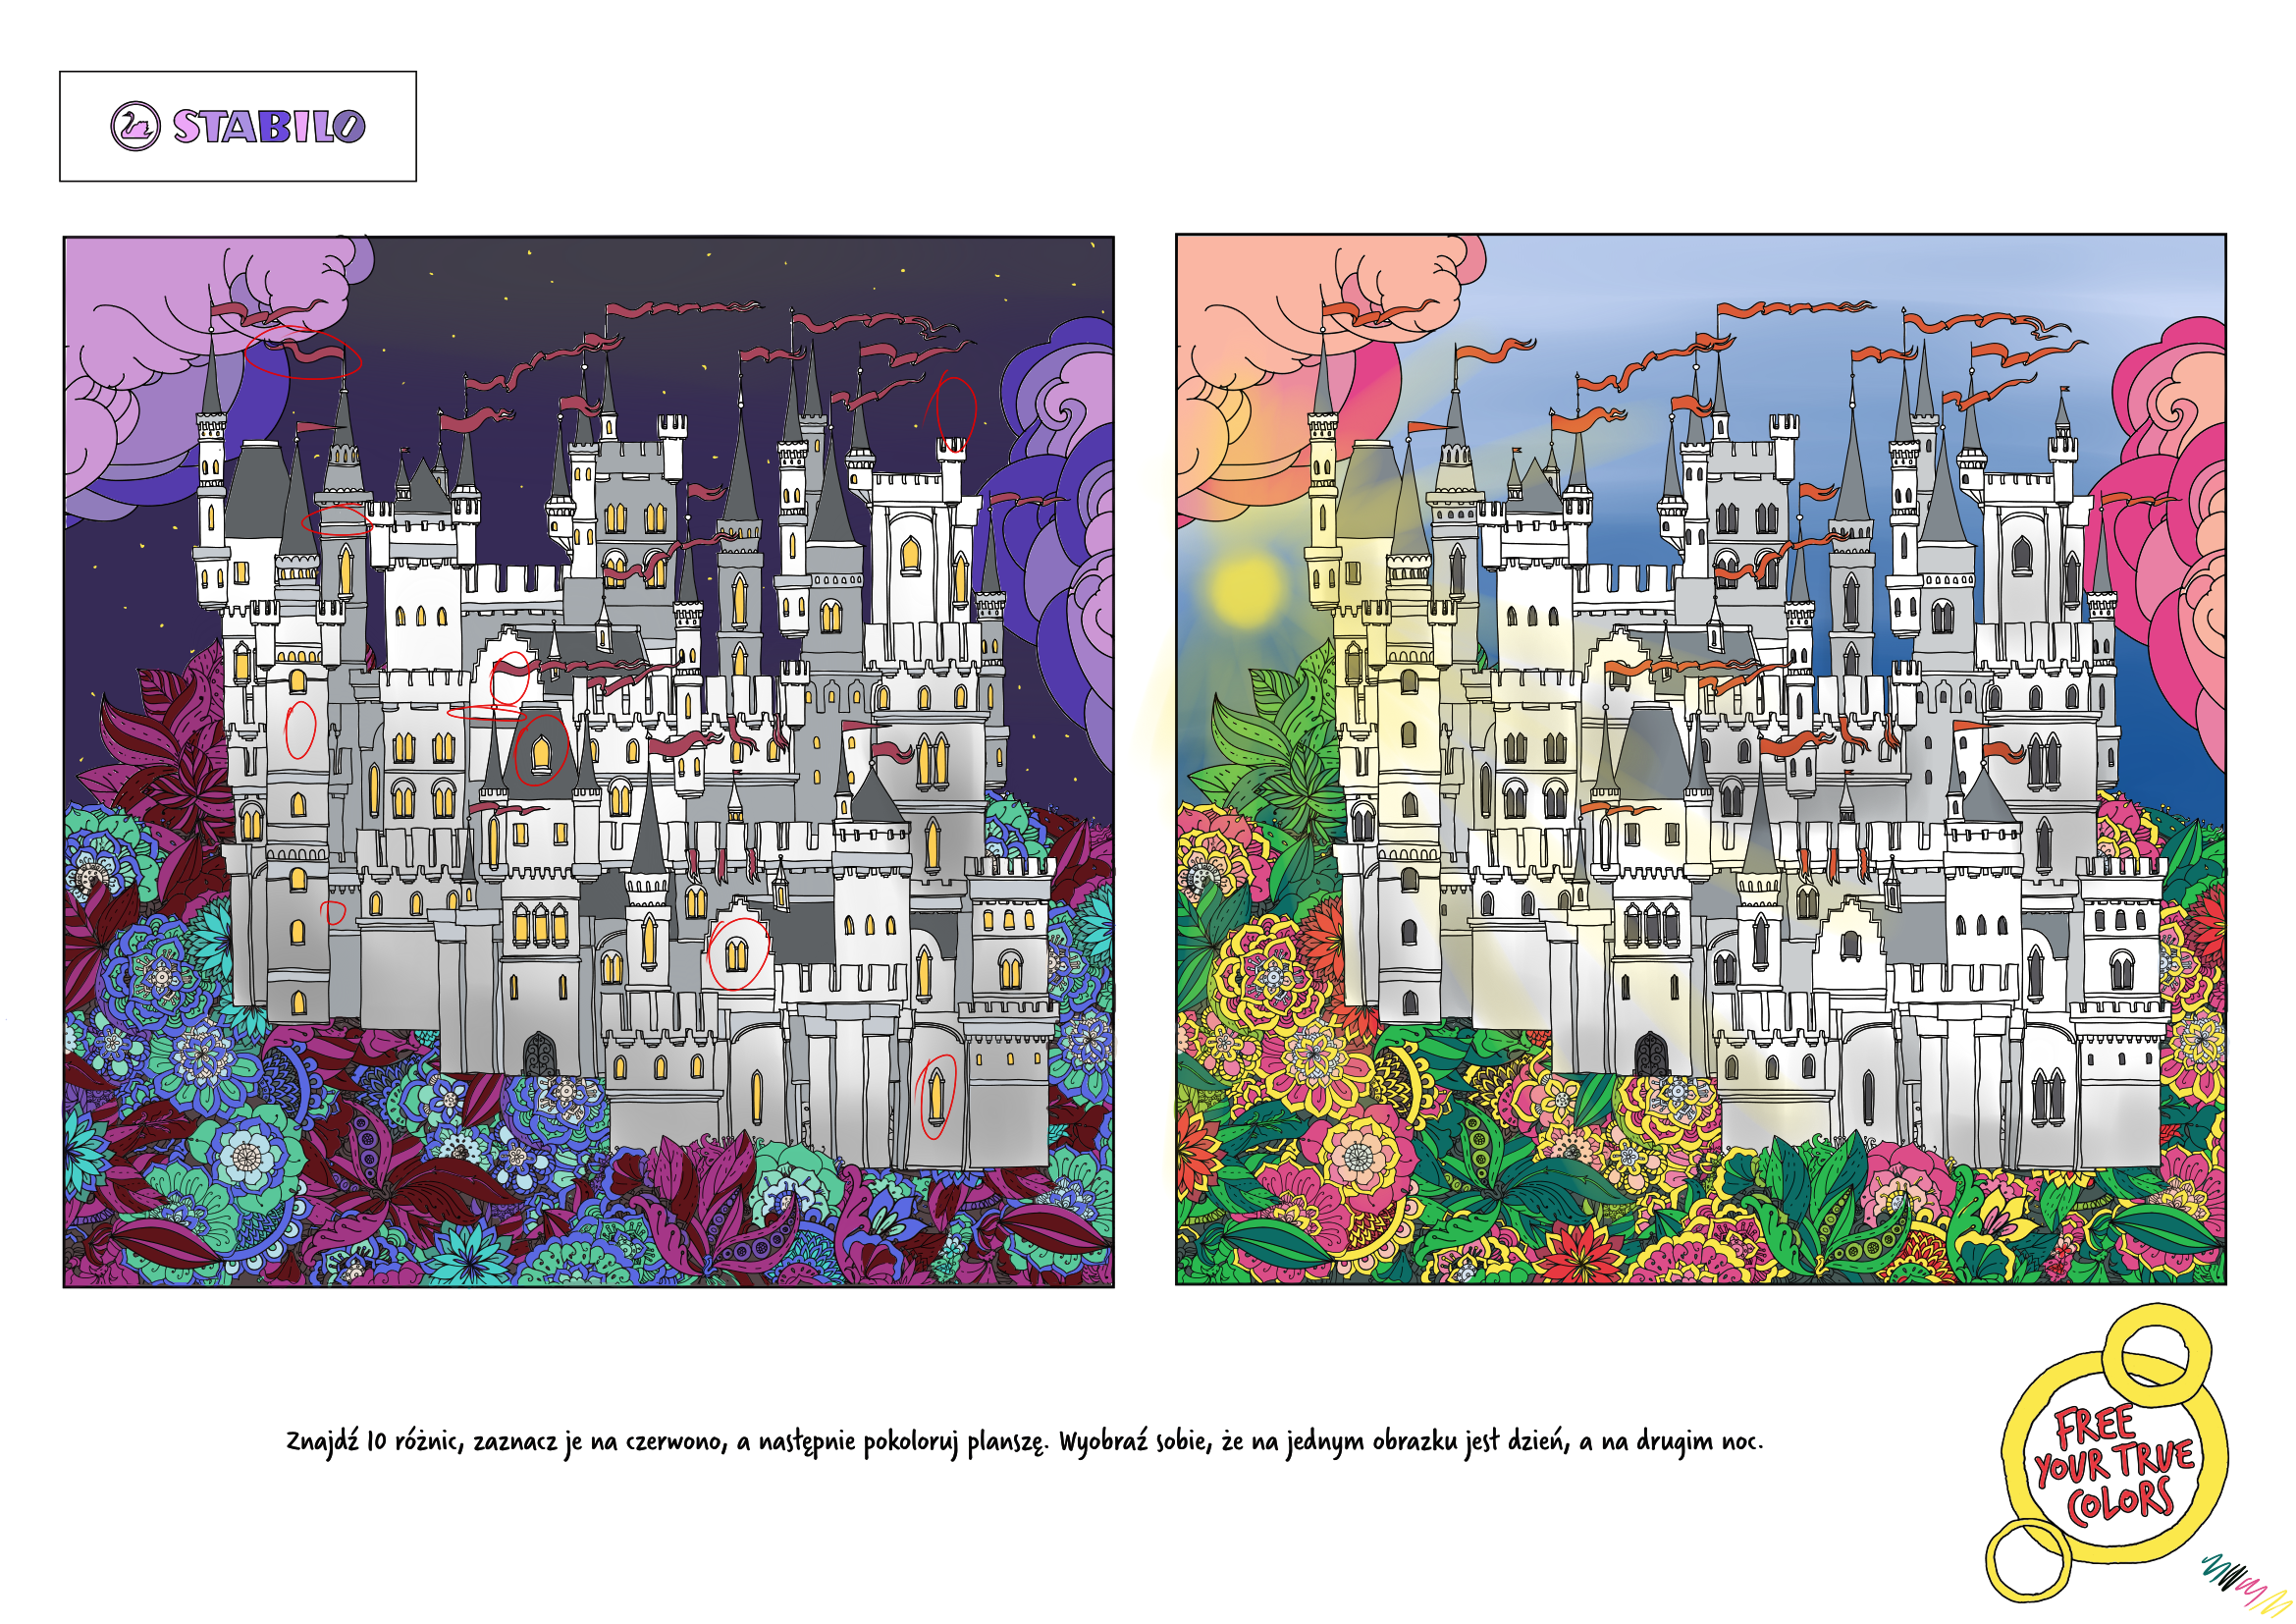 STABILO
Znajdź 10 różnic, zaznacz je na czerwono, a następnie pokoloruj planszę. Wyobraź sobie, że na jednym obrazku jest dzień, a na drugim noc.
FREE
YOUR TRUE
COLORS